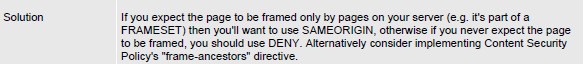 Solution
If you expect the page to be framed only by pages on your server (e.g. it's part of a
FRAMESET) then you'll want to use SAMEORIGIN, otherwise if you never expect the page
to be framed, you should use DENY. Alternatively consider implementing Content Security
Policy's "frame-ancestors" directive.